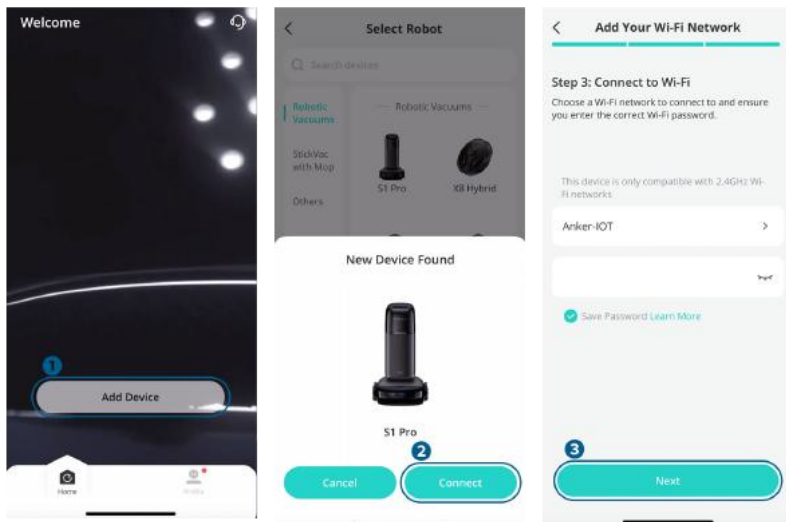 Welcome
1
Add Device
Home
Profile
Select Robot
Search devices
Robotic
Vacuums
StickVac
with Mop
Others
Robotic Vacuums
S1 Pro
X8 Hybrid
New Device Found
S1 Pro
2
Cancel
Connect
Add Your Wi-Fi Network
Step 3: Connect to Wi-Fi
Choose a Wi-Fi network to connect to and ensure
you enter the correct Wi-Fi password.
This device is only compatible with 2.4GHz Wi-
Fi networks
Anker-IOT
Save Password Learn More
3
Next